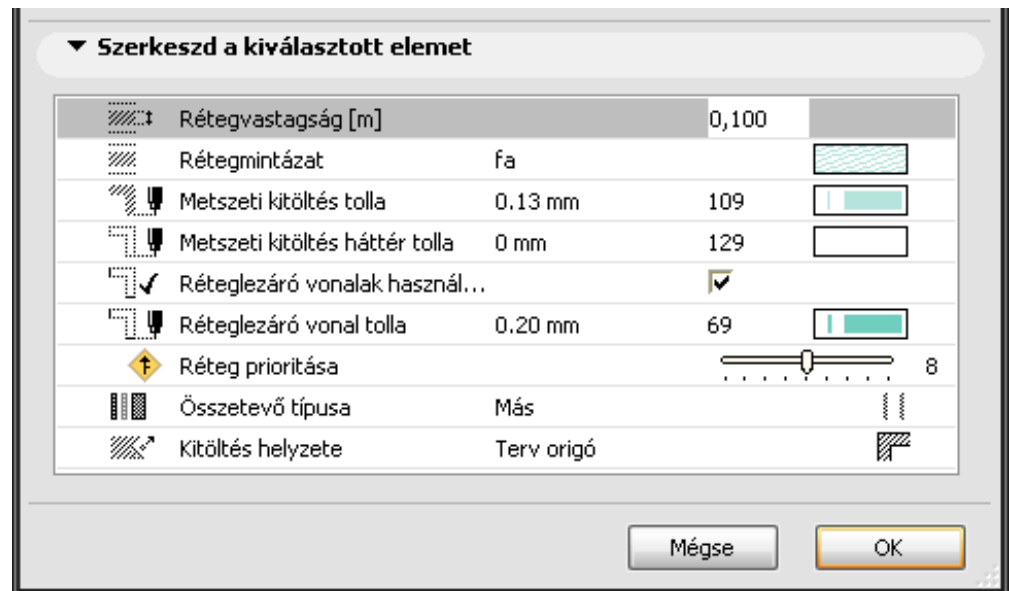 Szerkeszd a kiválasztott elemet
Rétegvastagság [m] 0,100
Rétegmintázat fa
Metszeti kitöltés tolla 0.13 mm 109
Metszeti kitöltés háttér tolla 0 mm 129
Réteglezáró vonalak használ...
Réteglezáró vonal tolla 0.20 mm 69
Réteg prioritása 8
Összetevő típusa Más
Kitöltés helyzete Terv origó
Mégse OK